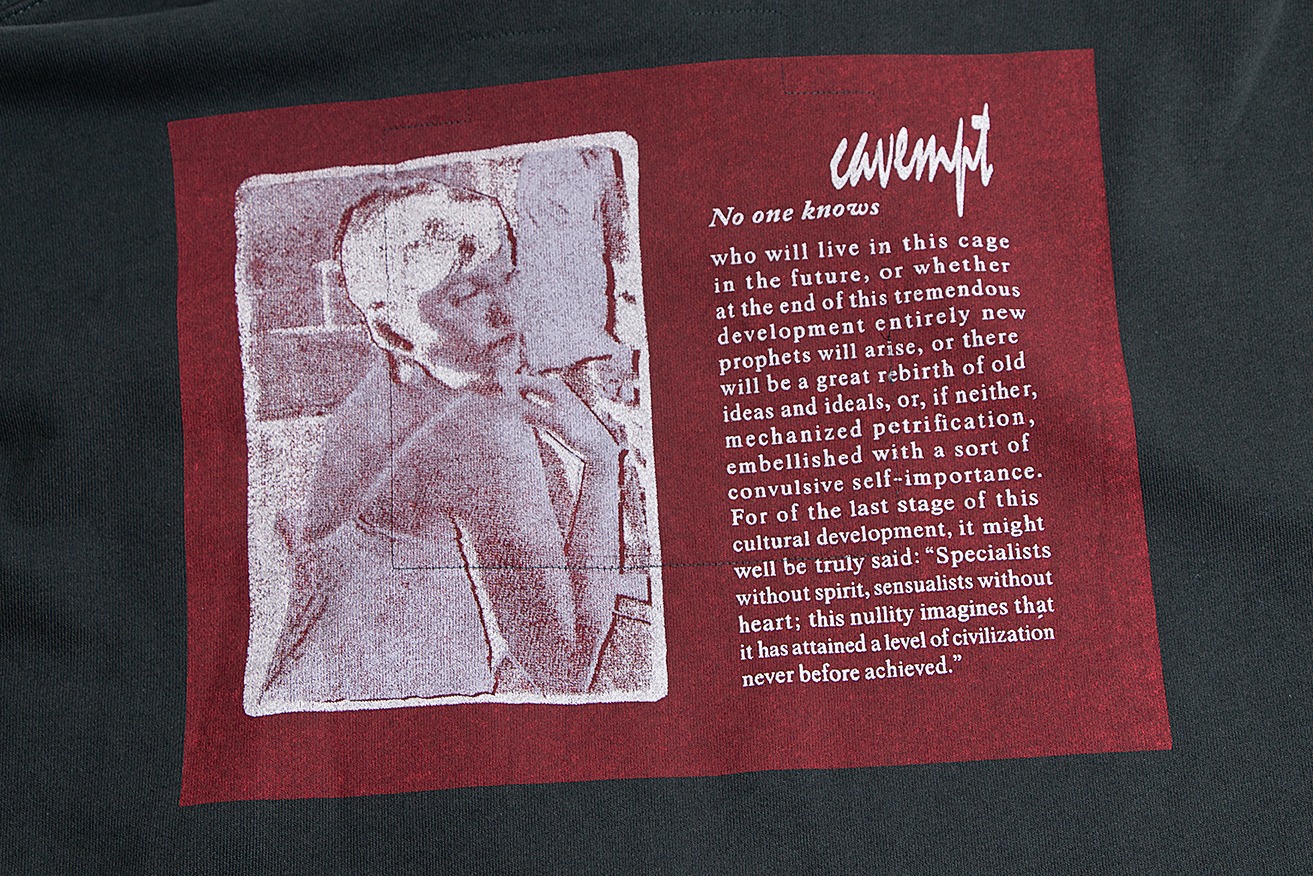 cavempt
No one knows
who will live in this cage
in the future, or whether
at the end of this tremendous
development entirely new
prophets will arise, or there
will be a great rebirth of old
ideas and ideals, or, if neither,
mechanized petrification,
embellished with a sort of
convulsive self-importance.
For of the last stage of this
cultural development, it might
well be truly said: “Specialists
without spirit, sensualists without
heart; this nullity imagines that
it has attained a level of civilization
never before achieved.”